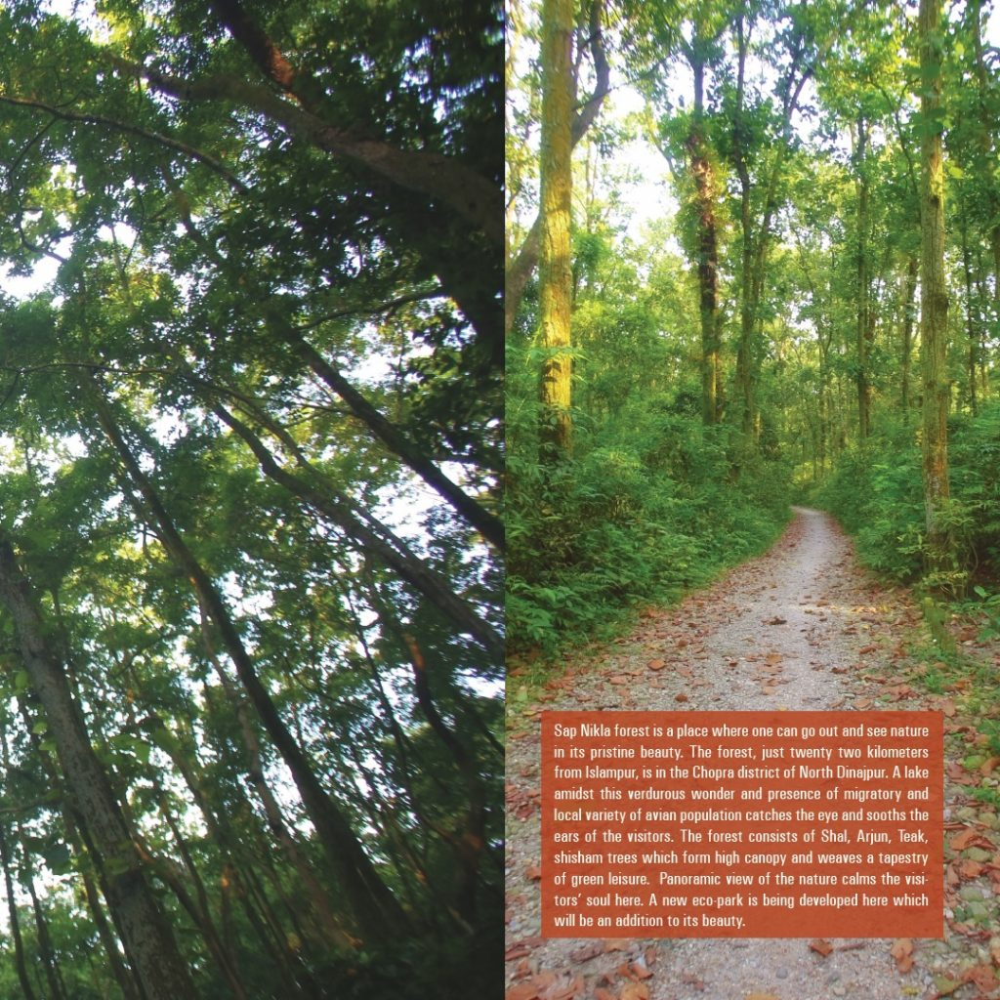 Sap Nikla forest is a place where one can go out and see nature
in its pristine beauty. The forest, just twenty two kilometers
from Islampur, is in the Chopra district of North Dinajpur. A lake
amidst this verdurous wonder and presence of migratory and
local variety of avian population catches the eye and sooths the
ears of the visitors. The forest consists of Shal, Arjun, Teak,
shisham trees which form high canopy and weaves a tapestry
of green leisure.  Panoramic view of the nature calms the visi-
tors’ soul here. A new eco-park is being developed here which
will be an addition to its beauty.